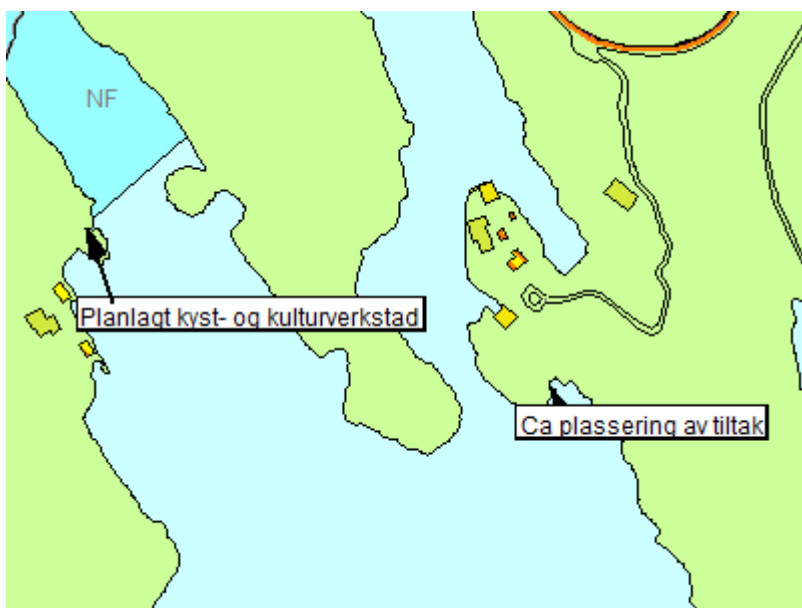 NF
Planlagt kyst- og kulturverkstad
Ca plassering av tiltak